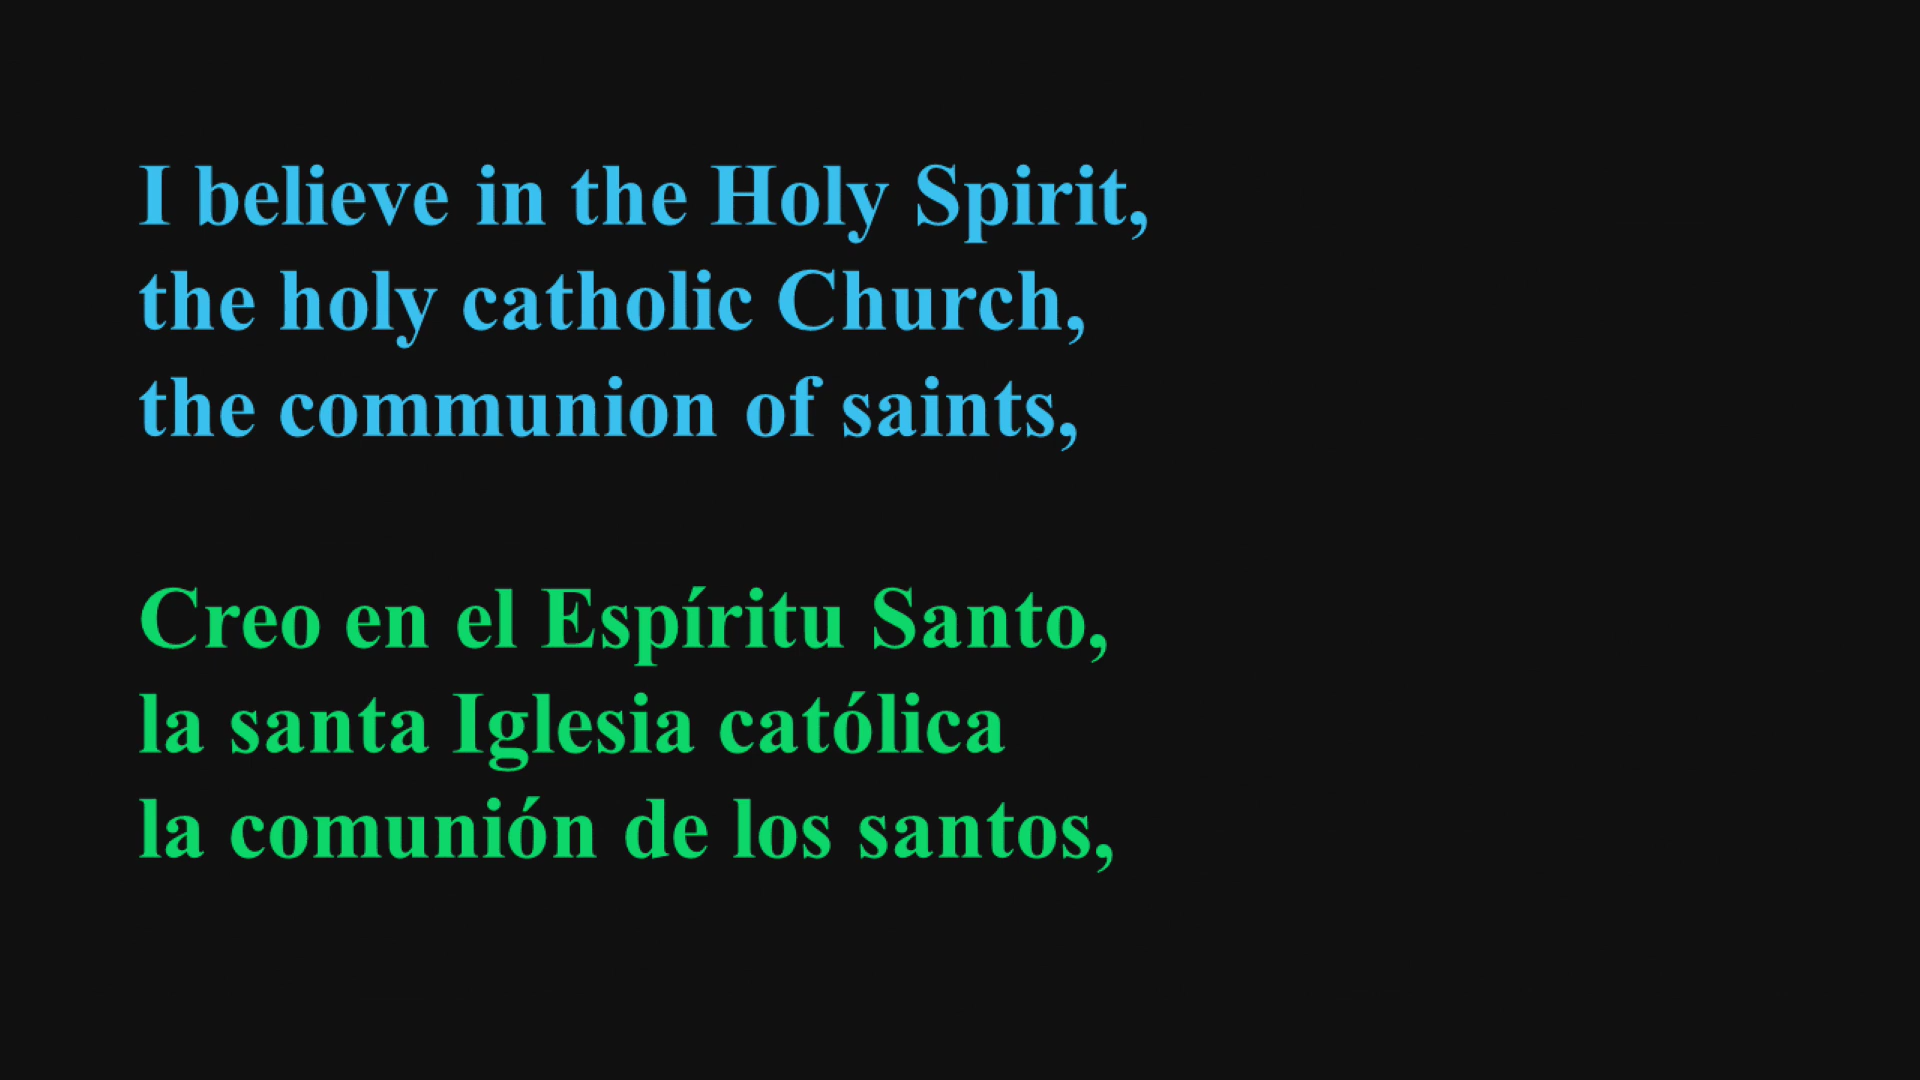 I believe in the Holy Spirit,
the holy catholic Church,
the communion of saints,
Creo en el Espíritu Santo,
la santa Iglesia católica
la comunión de los santos,